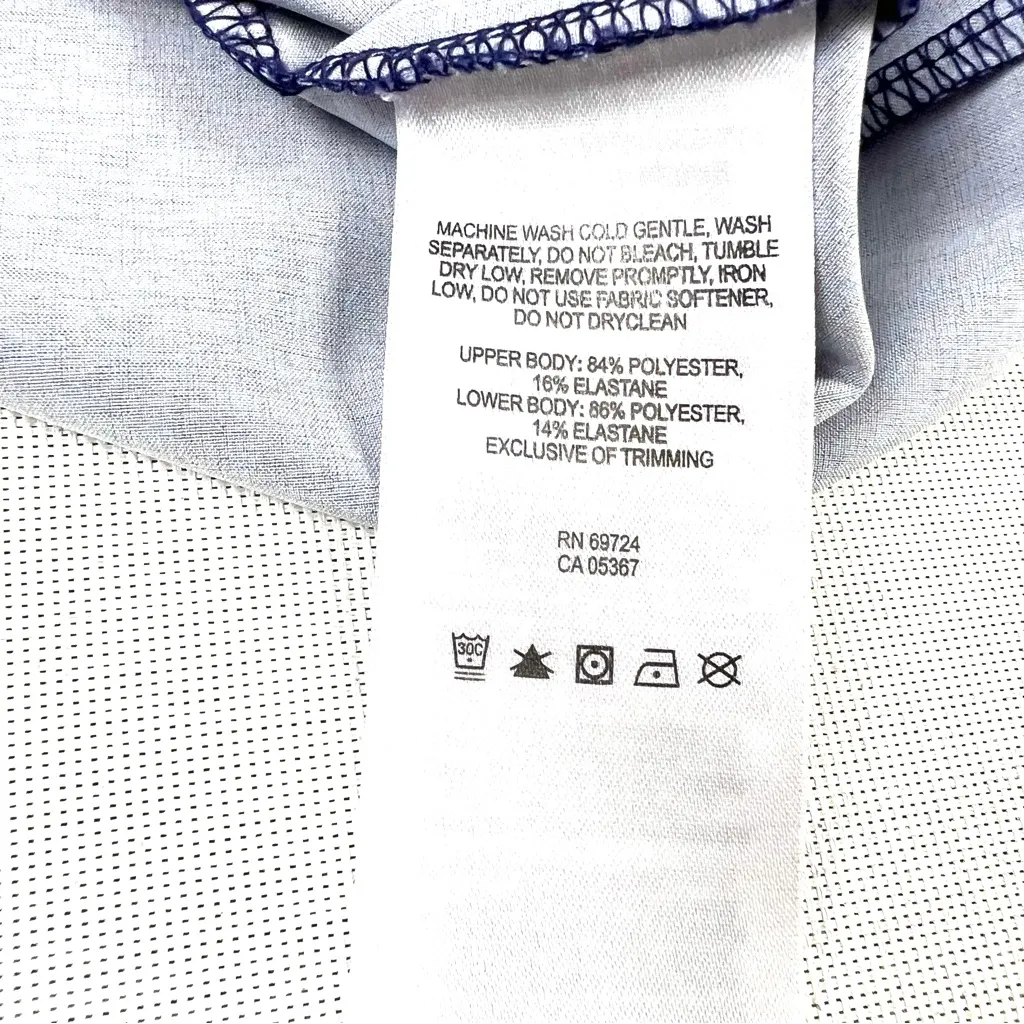 MACHINE WASH COLD GENTLE, WASH
SEPARATELY, DO NOT BLEACH, TUMBLE
DRY LOW, REMOVE PROMPTLY, IRON
LOW, DO NOT USE FABRIC SOFTENER,
DO NOT DRYCLEAN
UPPER BODY: 84% POLYESTER,
16% ELASTANE
LOWER BODY: 86% POLYESTER,
14% ELASTANE
EXCLUSIVE OF TRIMMING
RN 69724
CA 05367
30C